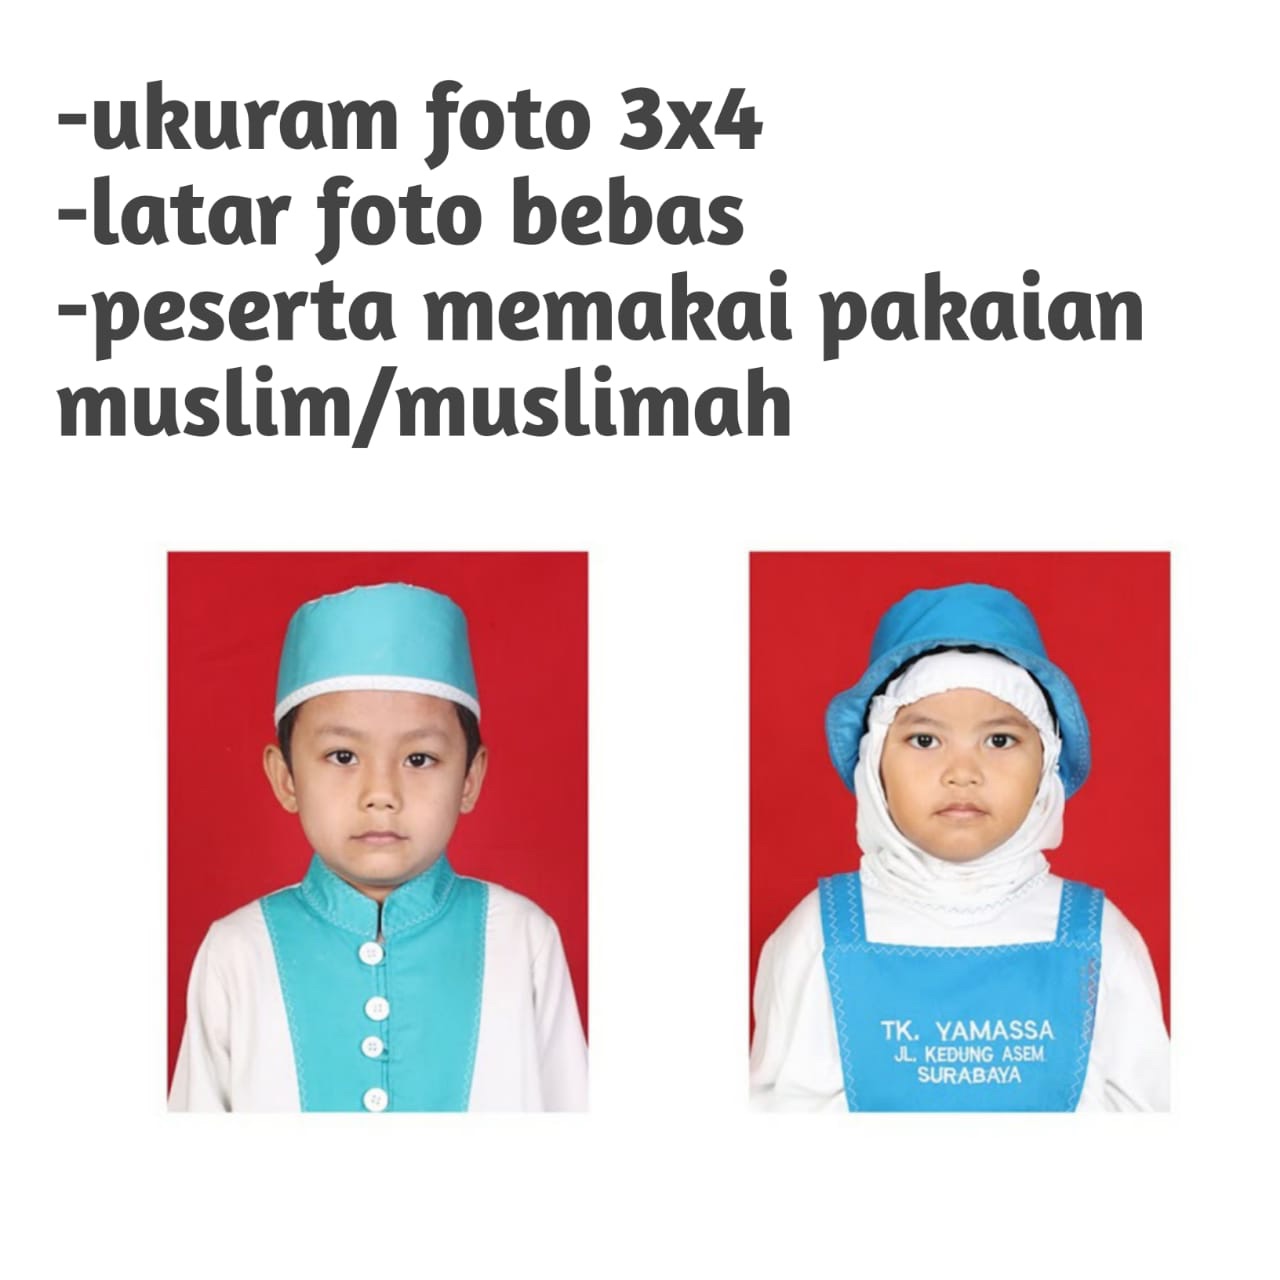 -ukuram foto 3x4
-latar foto bebas
-peserta memakai pakaian
muslim/muslimah
TK. YAMASSA
JL. KEDUNG ASEM
SURABAYA